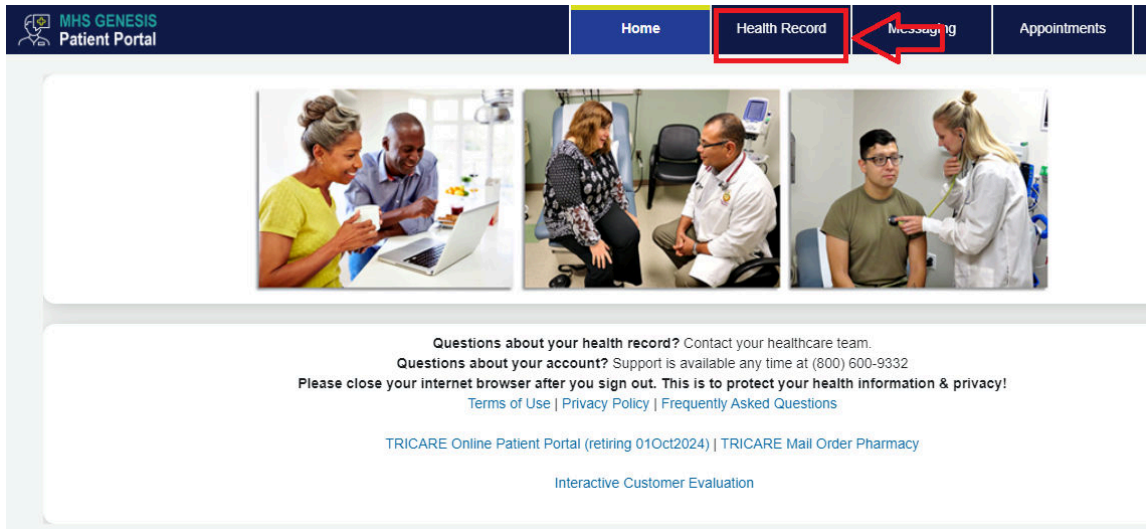 MHS GENESIS
Patient Portal
Home
Health Record
Messaging
Appointments
Questions about your health record? Contact your healthcare team.
Questions about your account? Support is available any time at (800) 600-9332
Please close your internet browser after you sign out. This is to protect your health information & privacy!
Terms of Use | Privacy Policy | Frequently Asked Questions
TRICARE Online Patient Portal (retiring 01Oct2024) | TRICARE Mail Order Pharmacy
Interactive Customer Evaluation